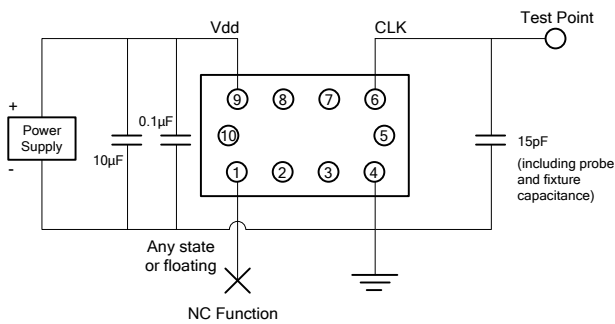 Vdd
CLK
Test Point
+
Power
Supply
-
10µF
0.1µF
9
8
7
6
10
5
1
2
3
4
15pF
(including probe
and fixture
capacitance)
Any state
or floating
NC Function